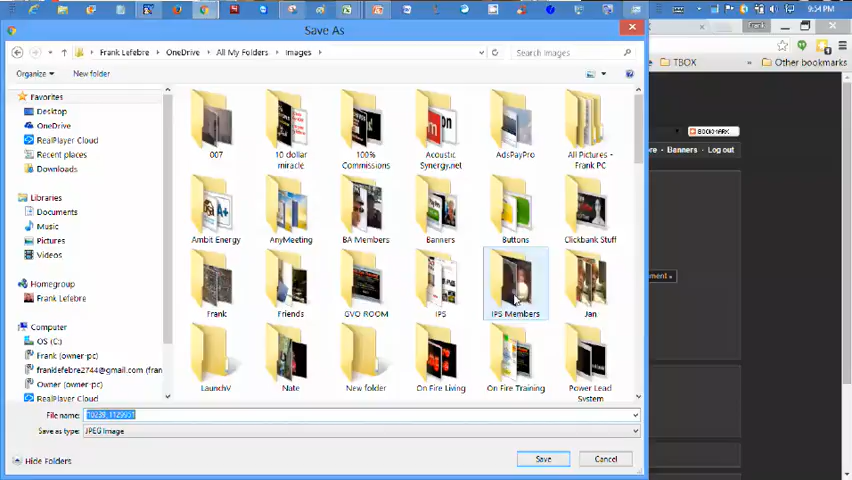 9:54 PM
Save As
Frank Lefebre ▸ OneDrive ▸ All My Folders ▸ Images ▸
Search Images
Organize
New folder
TBOX
» Other bookmarks
BOOKMARK
Banners - Log out
Favorites
Desktop
OneDrive
RealPlayer Cloud
Recent places
Downloads
Libraries
Documents
Music
Pictures
Videos
Homegroup
Frank Lefebre
Computer
OS (C:)
Frank (owner-pc)
franklefebre2744@gmail.com (fran
Owner (owner-pc)
RealPlayer Cloud
007
10 dollar miracle
100% Commissions
Acoustic Synergy.net
AdsPayPro
All Pictures - Frank PC
Ambit Energy
AnyMeeting
BA Members
Banners
Buttons
Clickbank Stuff
Frank
Friends
GVO ROOM
IPS
IPS Members
Jan
LaunchV
Nate
New folder
On Fire Living
On Fire Training
Power Lead System
File name:
Save as type: JPEG Image
Hide Folders
Save
Cancel